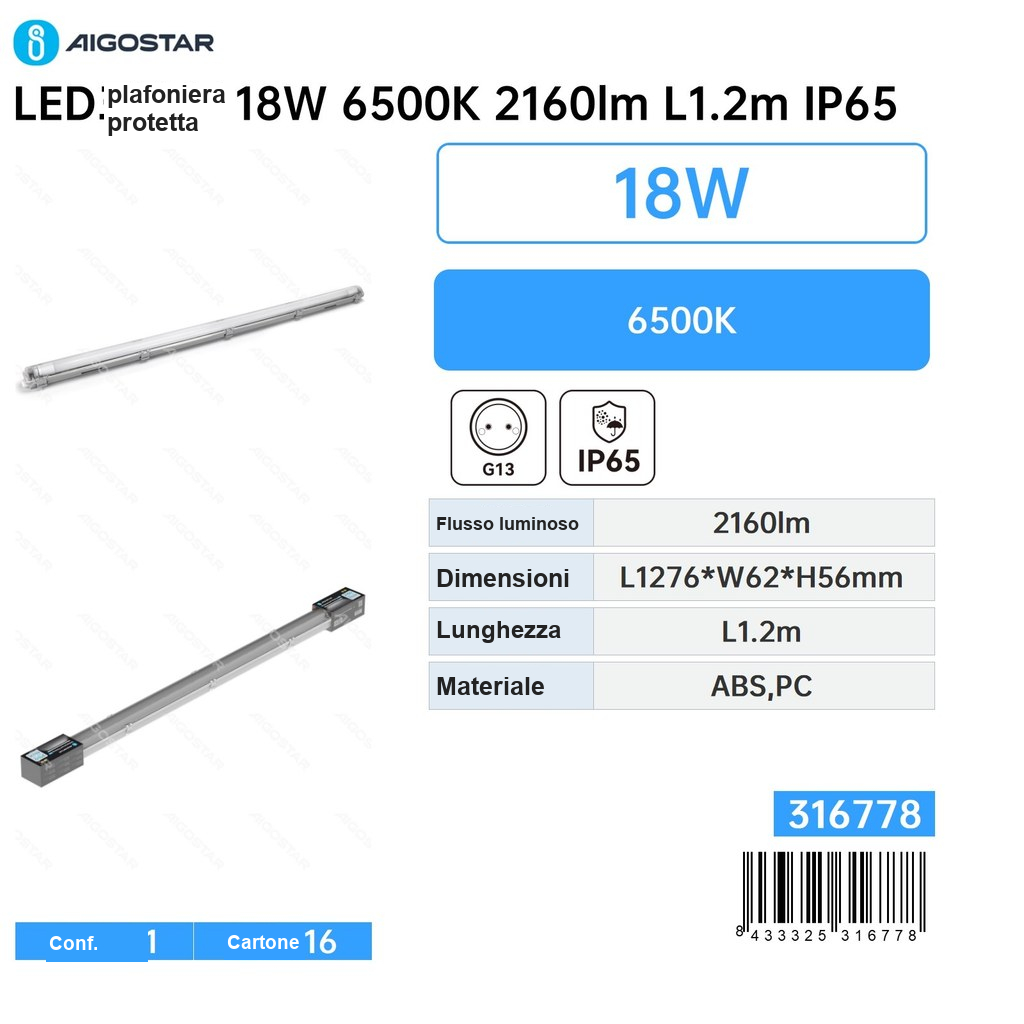 AIGOSTAR
LED: plafoniera protetta 18W 6500K 2160lm L1.2m IP65
18W
6500K
G13
IP65
Flusso luminoso 2160lm
Dimensioni L1276*W62*H56mm
Lunghezza L1.2m
Materiale ABS,PC
316778
8 433325 316778
Conf. 1 Cartone 16